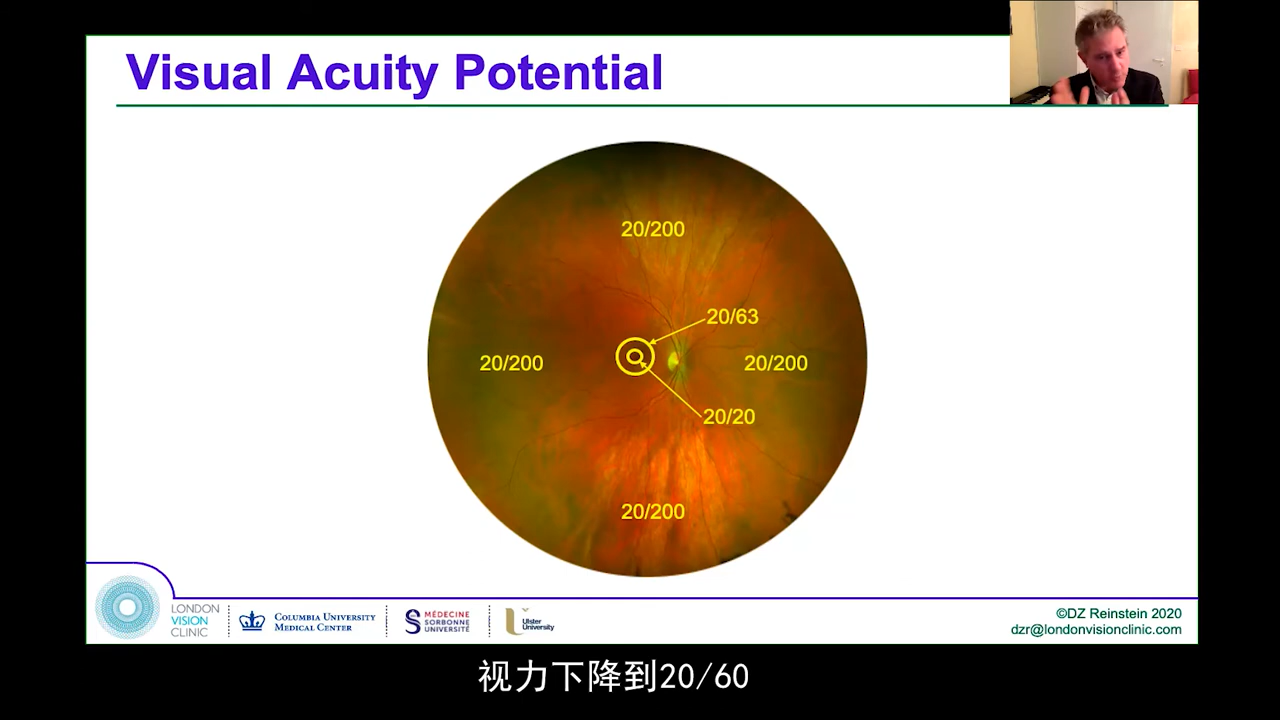 Visual Acuity Potential
20/200
20/63
20/200
20/200
20/20
20/200
LONDON
VISION
CLINIC
COLUMBIA UNIVERSITY
MEDICAL CENTER
MÉDECINE
SORBONNE
UNIVERSITÉ
Ulster
University
©DZ Reinstein 2020
dzr@londonvisionclinic.com
视力下降到20/60